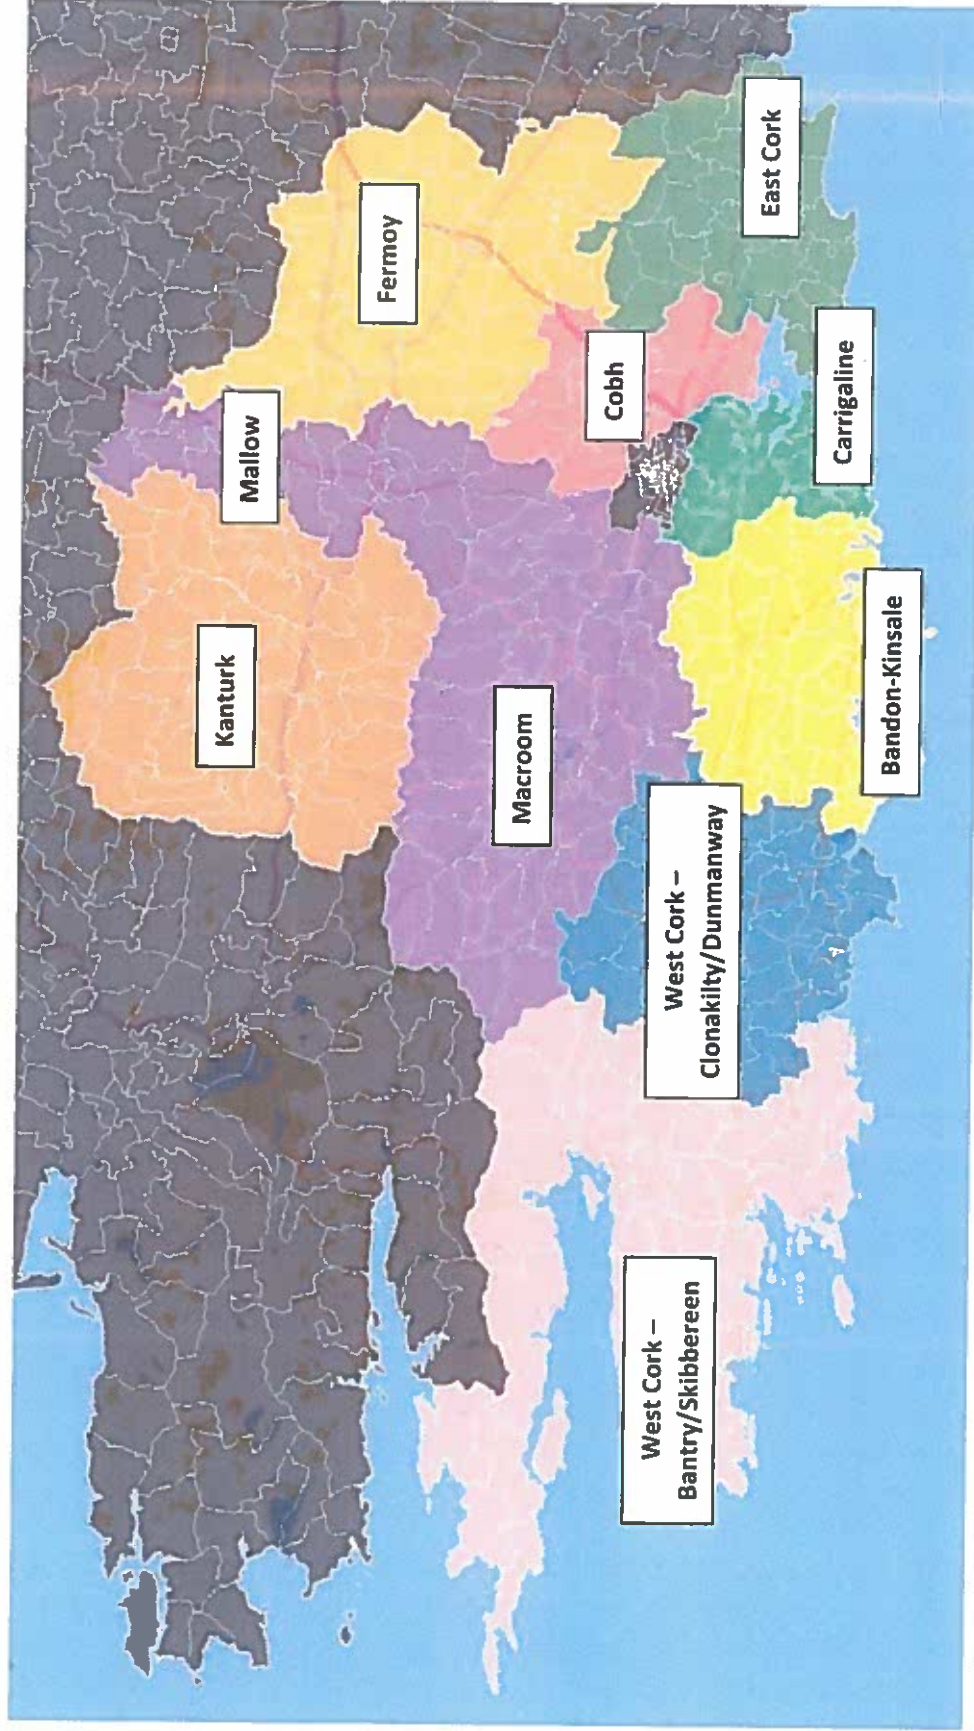 Kanturk
Mallow
Fermoy
Macroom
Cobh
East Cork
West Cork –
Clonakilty/Dunmanway
Carrigaline
West Cork –
Bantry/Skibbereen
Bandon-Kinsale